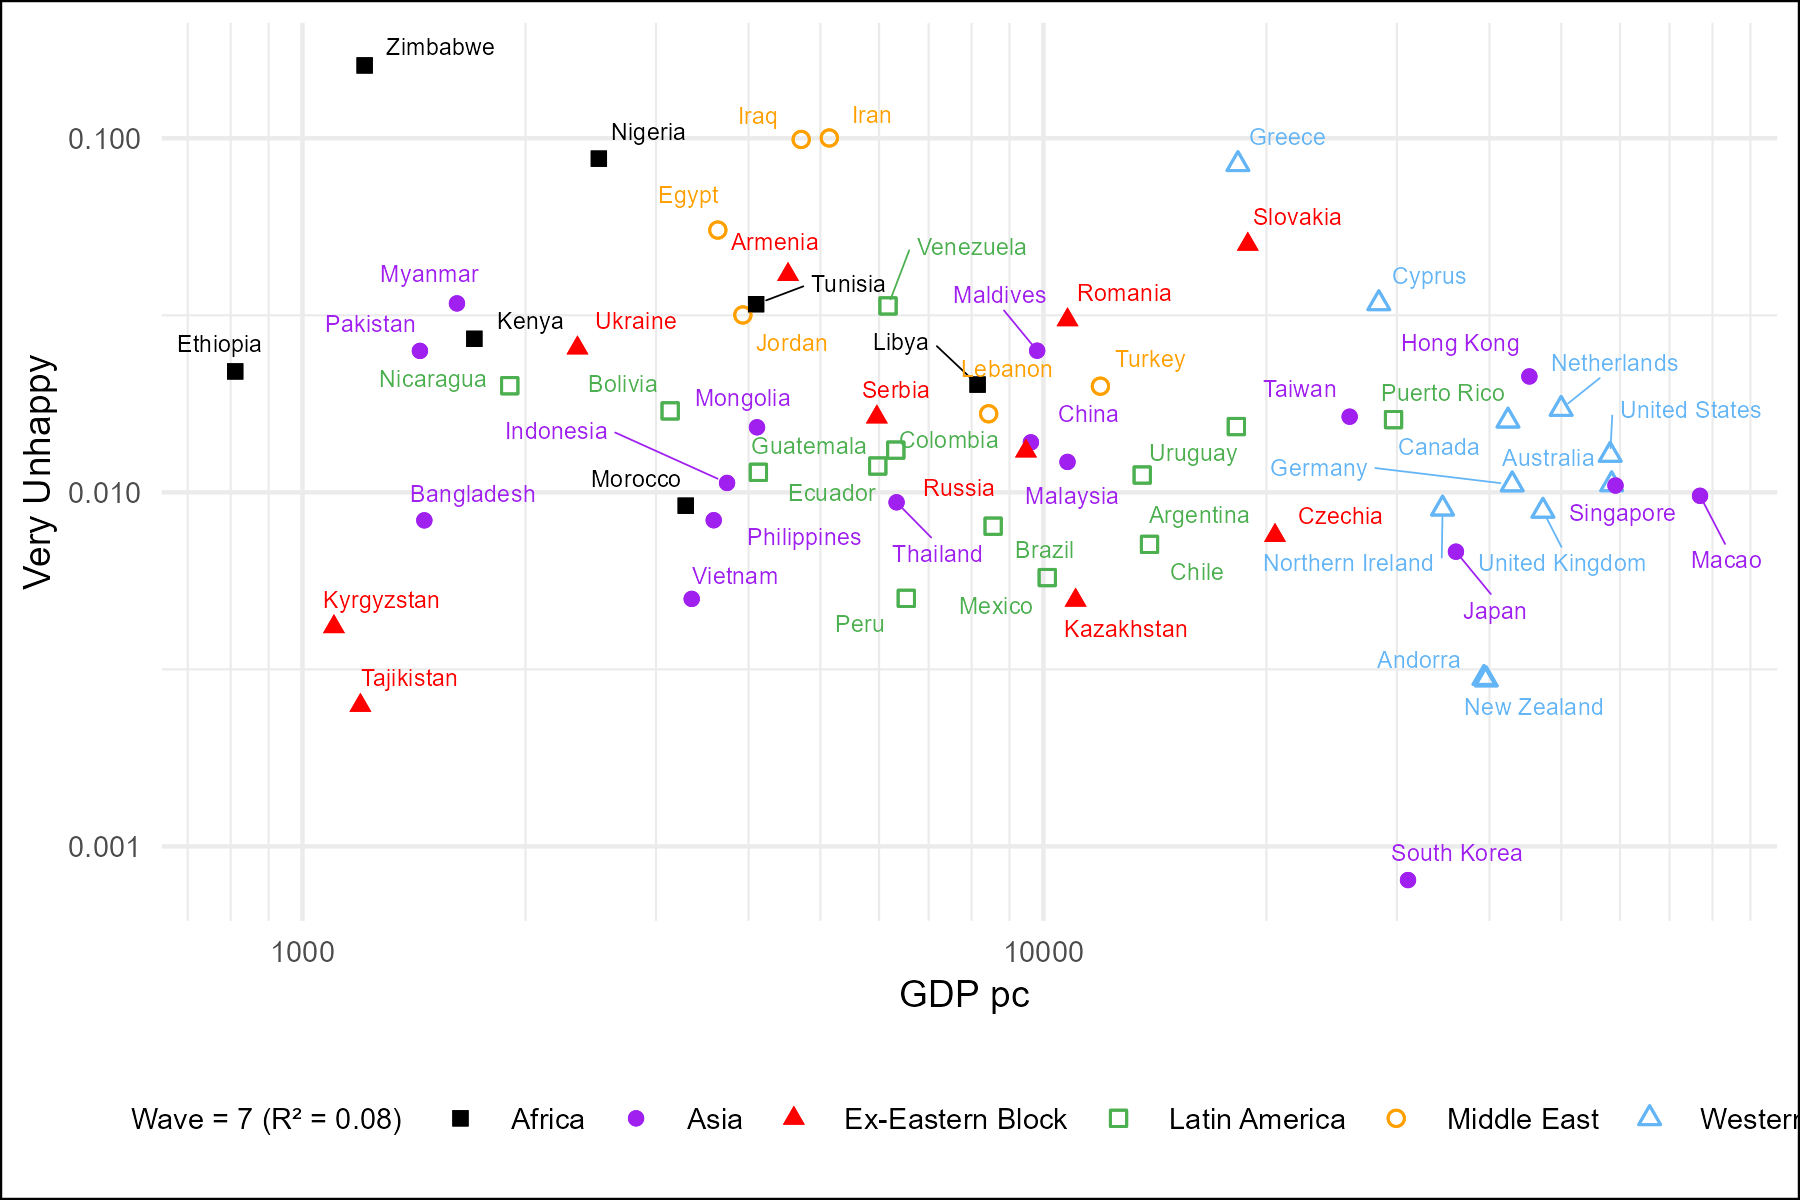 Zimbabwe
Iraq
Iran
Nigeria
Greece
0.100
Egypt
Slovakia
Armenia
Venezuela
Myanmar
Tunisia
Cyprus
Maldives
Romania
Pakistan
Kenya
Ukraine
Ethiopia
Jordan
Libya
Hong Kong
Turkey
Netherlands
Lebanon
Nicaragua
Bolivia
Serbia
Taiwan
Puerto Rico
Mongolia
China
United States
Indonesia
Guatemala
Colombia
Canada
Uruguay
Australia
Germany
Morocco
Russia
0.010
Bangladesh
Ecuador
Malaysia
Singapore
Argentina
Czechia
Philippines
Thailand
Brazil
Northern Ireland
United Kingdom
Macao
Chile
Vietnam
Kyrgyzstan
Mexico
Japan
Peru
Kazakhstan
Andorra
Tajikistan
New Zealand
0.001
South Korea
Very Unhappy
1000
10000
GDP pc
Wave = 7 (R² = 0.08)
Africa
Asia
Ex-Eastern Block
Latin America
Middle East
Western